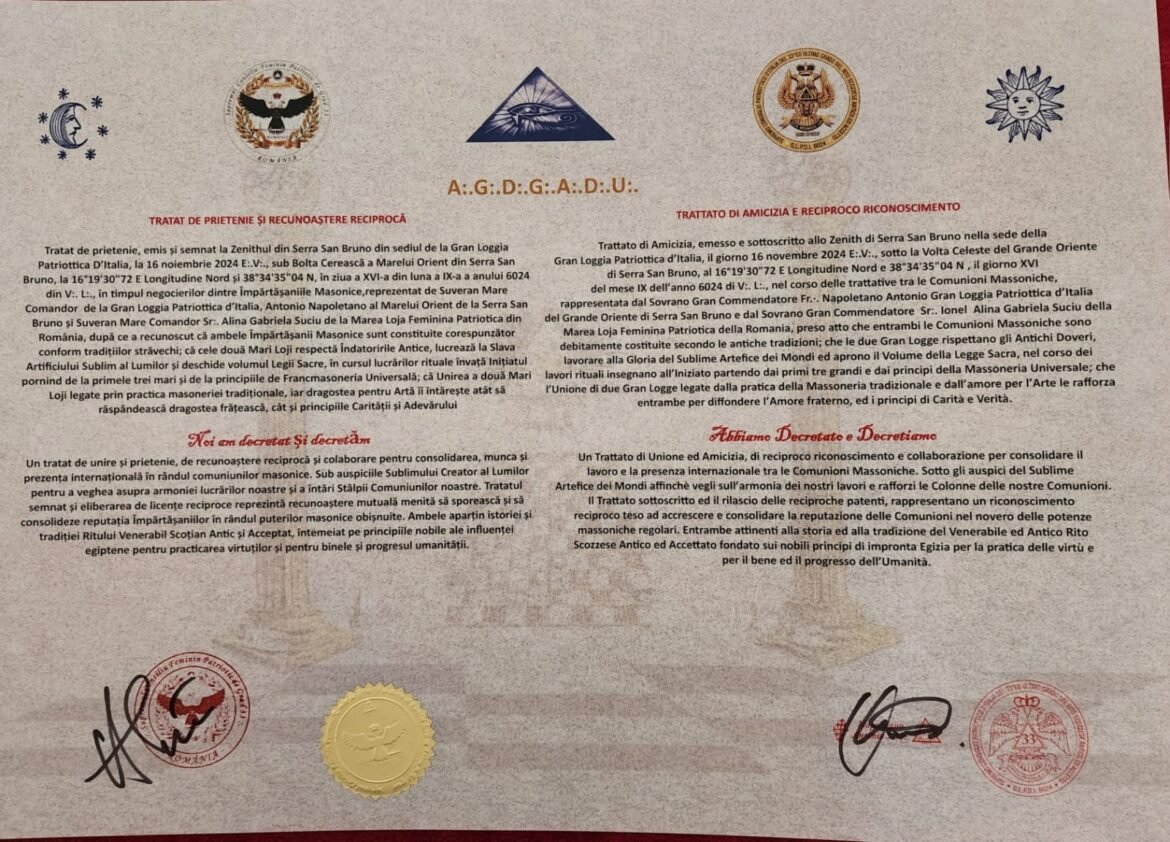 A:.G:.D:.G:.A:.D:.U:.
TRATAT DE PRIETENIE ȘI RECUNOAȘTERE RECIPROCĂ
Tratat de prietenie, emis și semnat la Zenithul din Serra San Bruno din sediul de la Gran Loggia
Patriottica D'Italia, la 16 noiembrie 2024 E:.V:., sub Bolta Cerească a Marelui Orient din Serra San
Bruno, la 16°19'30"72 E Longitudine Nord și 38°34'35"04 N, în ziua a XVI-a din luna a IX-a a anului 6024
din V:. L:., în timpul negocierilor dintre Împărtășaniile Masonice,reprezentat de Suveran Mare
Comandor de la Gran Loggia Patriottica d'Italia, Antonio Napoletano al Marelui Orient de la Serra San
Bruno și Suveran Mare Comandor Sr:. Alina Gabriela Suciu de la Marea Loja Feminina Patriotica din
România, după ce a recunoscut că ambele Împărtășanii Masonice sunt constituite corespunzător
conform tradițiilor străvechi; că cele două Mari Loji respectă Îndatoririle Antice, lucrează la Slava
Artificiului Sublim al Lumilor și deschide volumul Legii Sacre, în cursul lucrărilor rituale învață Inițiatul
pornind de la primele trei mari și de la principiile de Francmasoneria Universală; că Unirea a două Mari
Loji legate prin practica masoneriei tradiționale, iar dragostea pentru Artă îi întărește atât să
răspândească dragostea frățească, cât și principiile Carității și Adevărului
Noi am decretat Și decretăm
Un tratat de unire și prietenie, de recunoaștere reciprocă și colaborare pentru consolidarea, munca și
prezența internațională în rândul comuniunilor masonice. Sub auspiciile Sublimului Creator al Lumilor
pentru a veghea asupra armoniei lucrărilor noastre și a întări Stâlpii Comuniunilor noastre. Tratatul
semnat și eliberarea de licențe reciproce reprezintă recunoaștere mutuală menită să sporească și să
consolideze reputația Împărtășaniilor în rândul puterilor masonice obișnuite. Ambele aparțin istoriei și
tradiției Ritului Venerabil Scoțian Antic și Acceptat, întemeiat pe principiile nobile ale influenței
egiptene pentru practicarea virtuților și pentru binele și progresul umanității.
TRATTATO DI AMICIZIA E RECIPROCO RICONOSCIMENTO
Trattato di Amicizia, emesso e sottoscritto allo Zenith di Serra San Bruno nella sede della
Gran Loggia Patriottica d'Italia, il giorno 16 novembre 2024 E:.V:., sotto la Volta Celeste del Grande Oriente
di Serra San Bruno, al 16°19'30"72 E Longitudine Nord e 38°34'35"04 N , il giorno XVI
del mese IX dell'anno 6024 di V:. L:., nel corso delle trattative tra le Comunioni Massoniche,
rappresentata dal Sovrano Gran Commendatore Fr:. Napoletano Antonio Gran Loggia Patriottica d'Italia
del Grande Oriente di Serra San Bruno e dal Sovrano Gran Commendatore Sr:. Ionel Alina Gabriela Suciu della
Marea Loja Feminina Patriotica della Romania, preso atto che entrambi le Comunioni Massoniche sono
debitamente costituite secondo le antiche tradizioni; che le due Gran Logge rispettano gli Antichi Doveri,
lavorare alla Gloria del Sublime Artefice dei Mondi ed aprono il Volume della Legge Sacra, nel corso dei
lavori rituali insegnano all'Iniziato partendo dai primi tre grandi e dai principi della Massoneria Universale; che
l'Unione di due Gran Logge legate dalla pratica della Massoneria tradizionale e dall'amore per l'Arte le rafforza
entrambe per diffondere l'Amore fraterno, ed i principi di Carità e Verità.
Abbiamo Decretato e Decretiamo
Un Trattato di Unione ed Amicizia, di reciproco riconoscimento e collaborazione per consolidare il
lavoro e la presenza internazionale tra le Comunioni Massoniche. Sotto gli auspici del Sublime
Artefice dei Mondi affinchè vegli sull'armonia dei nostri lavori e rafforzi le Colonne delle nostre Comunioni.
Il Trattato sottoscritto ed il rilascio delle reciproche patenti, rappresentano un riconoscimento
reciproco teso ad accrescere e consolidare la reputazione delle Comunioni nel novero delle potenze
massoniche regolari. Entrambe attinenti alla storia ed alla tradizione del Venerabile ed Antico Rito
Scozzese Antico ed Accettato fondato sui nobili principi di impronta Egizia per la pratica delle virtù e
per il bene ed il progresso dell'Umanità.
Suprem Consiliu Feminin Patriotic de Grad 33
ROMÂNIA
33
G.L.P.D.I. 6024